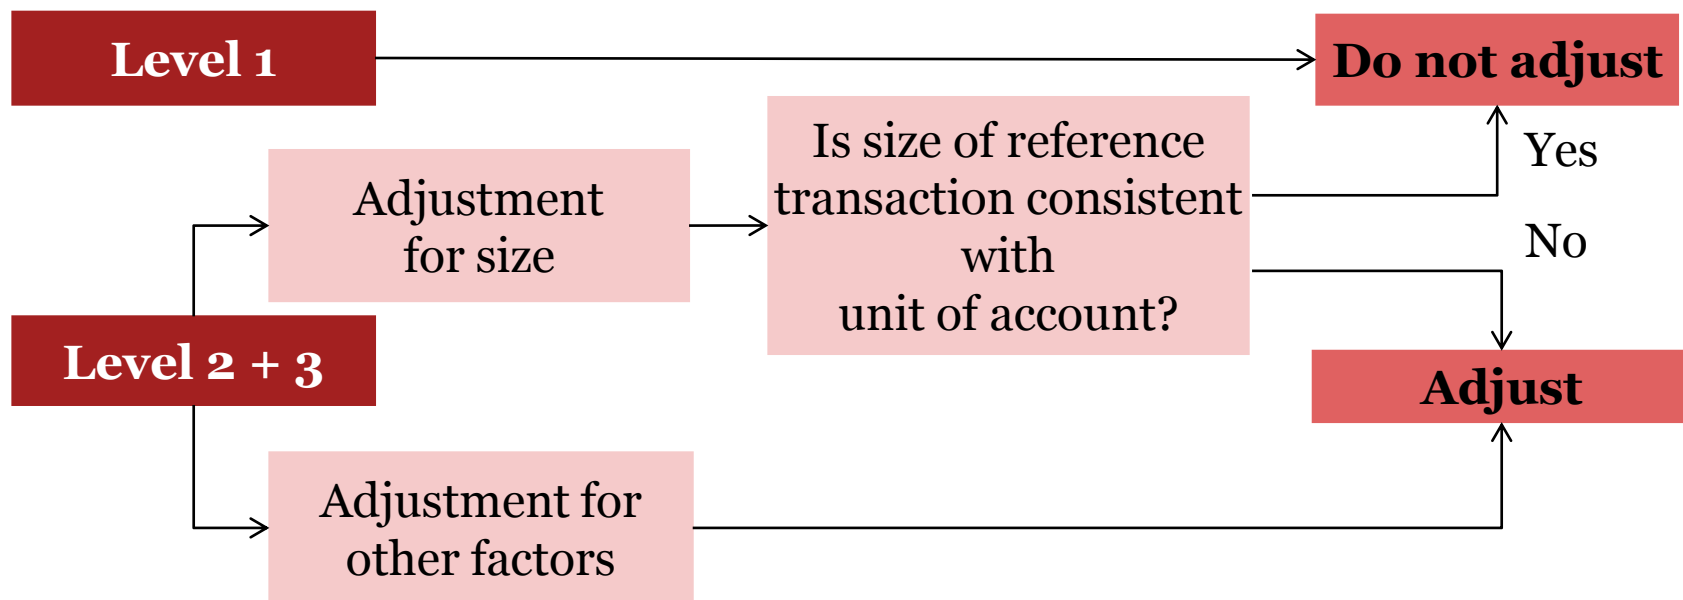 Level 1
Do not adjust
Is size of reference
transaction consistent
with
unit of account?
Yes
No
Adjustment
for size
Level 2 + 3
Adjust
Adjustment for
other factors